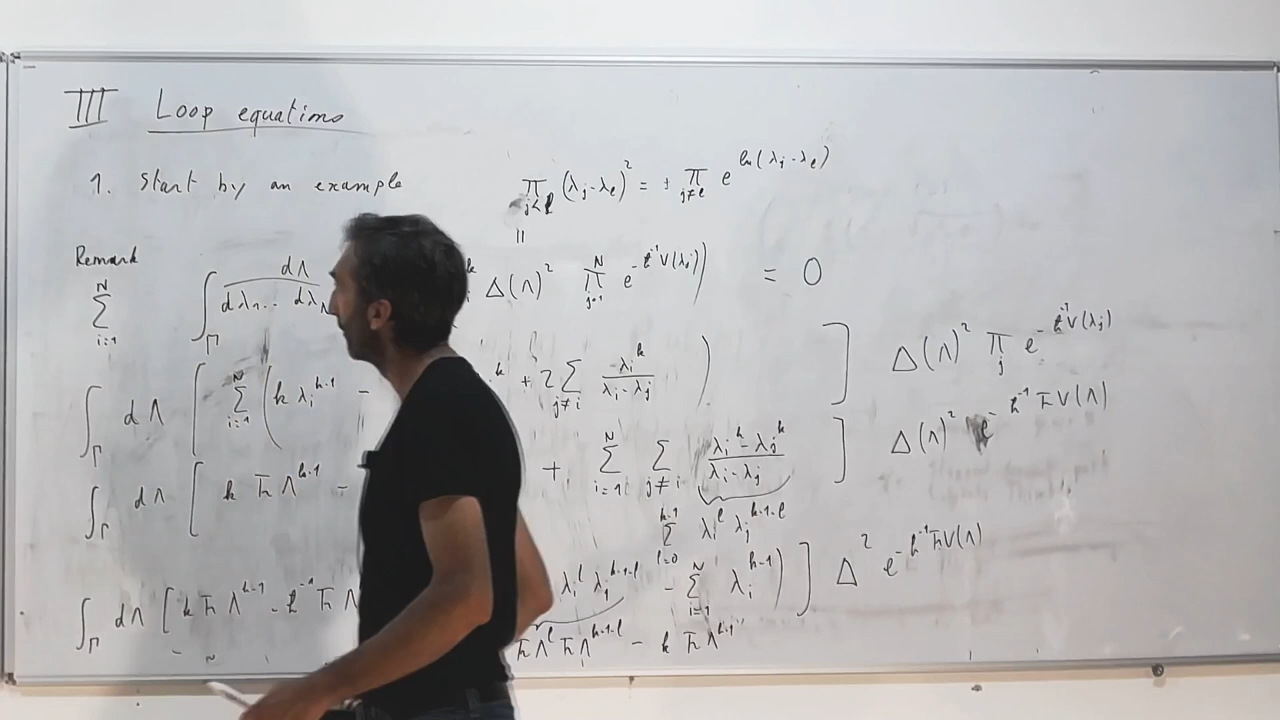 III Loop equations
1. Start by an example
∏_{j<l} (λ_j - λ_l)^2 = ± ∏_{j≠l} e^{ln(λ_j - λ_l)}
Remark
∑_{i=1}^N ∫_Γ dΛ / dλ_1 ... dλ_N Δ(Λ)^2 ∏_{j=1}^N e^{-ℏ^{-1} V(λ_j)}) = 0
∫_Γ dΛ [ ∑_{i=1}^N ( k λ_i^{k-1} - + 2 ∑_{j≠i} -λ_i^k / λ_i - λ_j ) ] Δ(Λ)^2 ∏_j e^{-ℏ^{-1} V(λ_j)}
∫_Γ dΛ [ k Tr Λ^{k-1} - + ∑_{i=1}^N ∑_{j≠i} λ_i^k - λ_j^k / λ_i - λ_j ] Δ(Λ)^2 e^{-ℏ^{-1} Tr V(Λ)}
∑_{l=0}^{k-1} λ_i^l λ_j^{k-1-l}
∫_Γ dΛ [ k Tr Λ^{k-1} - ℏ^{-1} Tr Λ λ_i^l λ_j^{k-1-l} - ∑_{i=1}^N λ_i^{k-1} ) ] Δ^2 e^{-ℏ^{-1} Tr V(Λ)}
Tr Λ^l Tr Λ^{k-1-l} - k Tr Λ^{k-1}